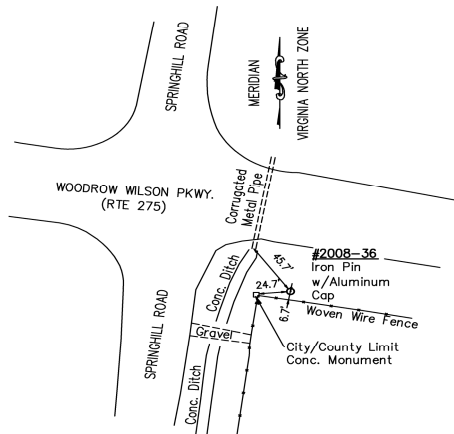 SPRINGHILL ROAD
MERIDIAN
VIRGINIA NORTH ZONE
WOODROW WILSON PKWY.
(RTE 275)
Corrugated
Metal Pipe
#2008-36
Iron Pin
w/Aluminum
Cap
45.7'
24.7'
6.7'
Woven Wire Fence
Conc. Ditch
Gravel
City/County Limit
Conc. Monument
SPRINGHILL ROAD
Conc. Ditch